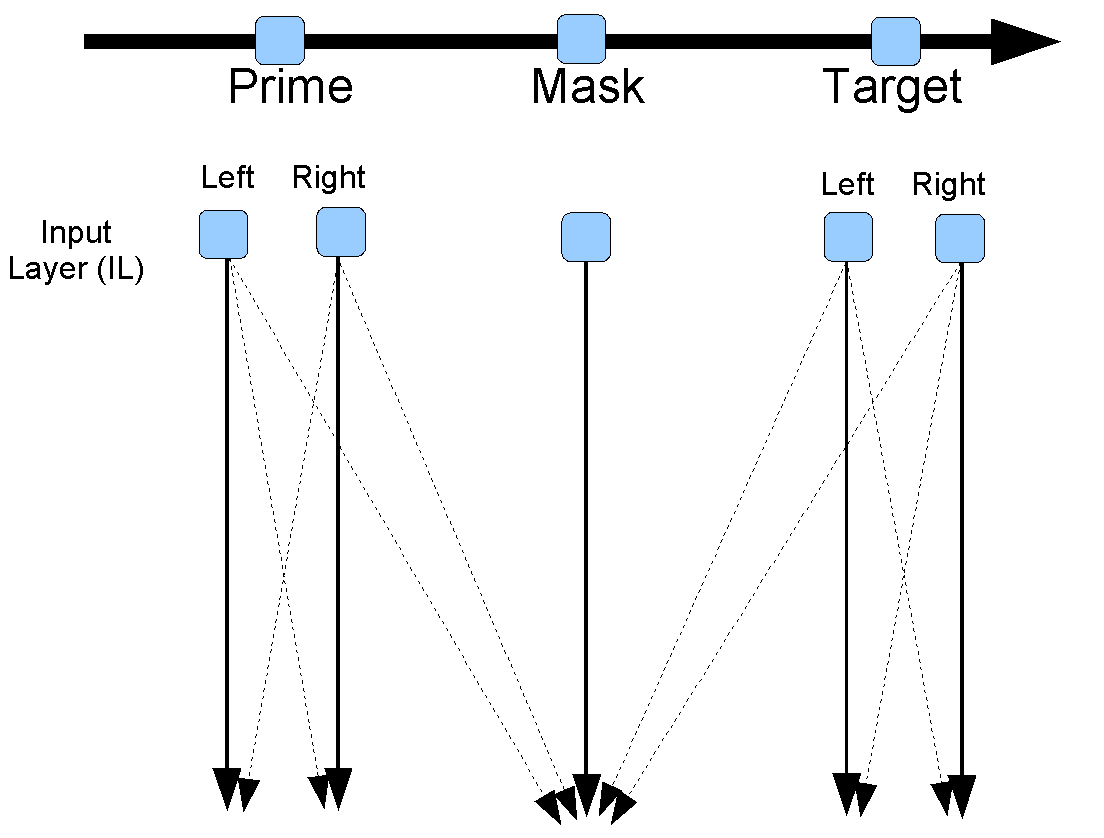 Prime
Mask
Target
Left
Right
Left
Right
Input
Layer (IL)